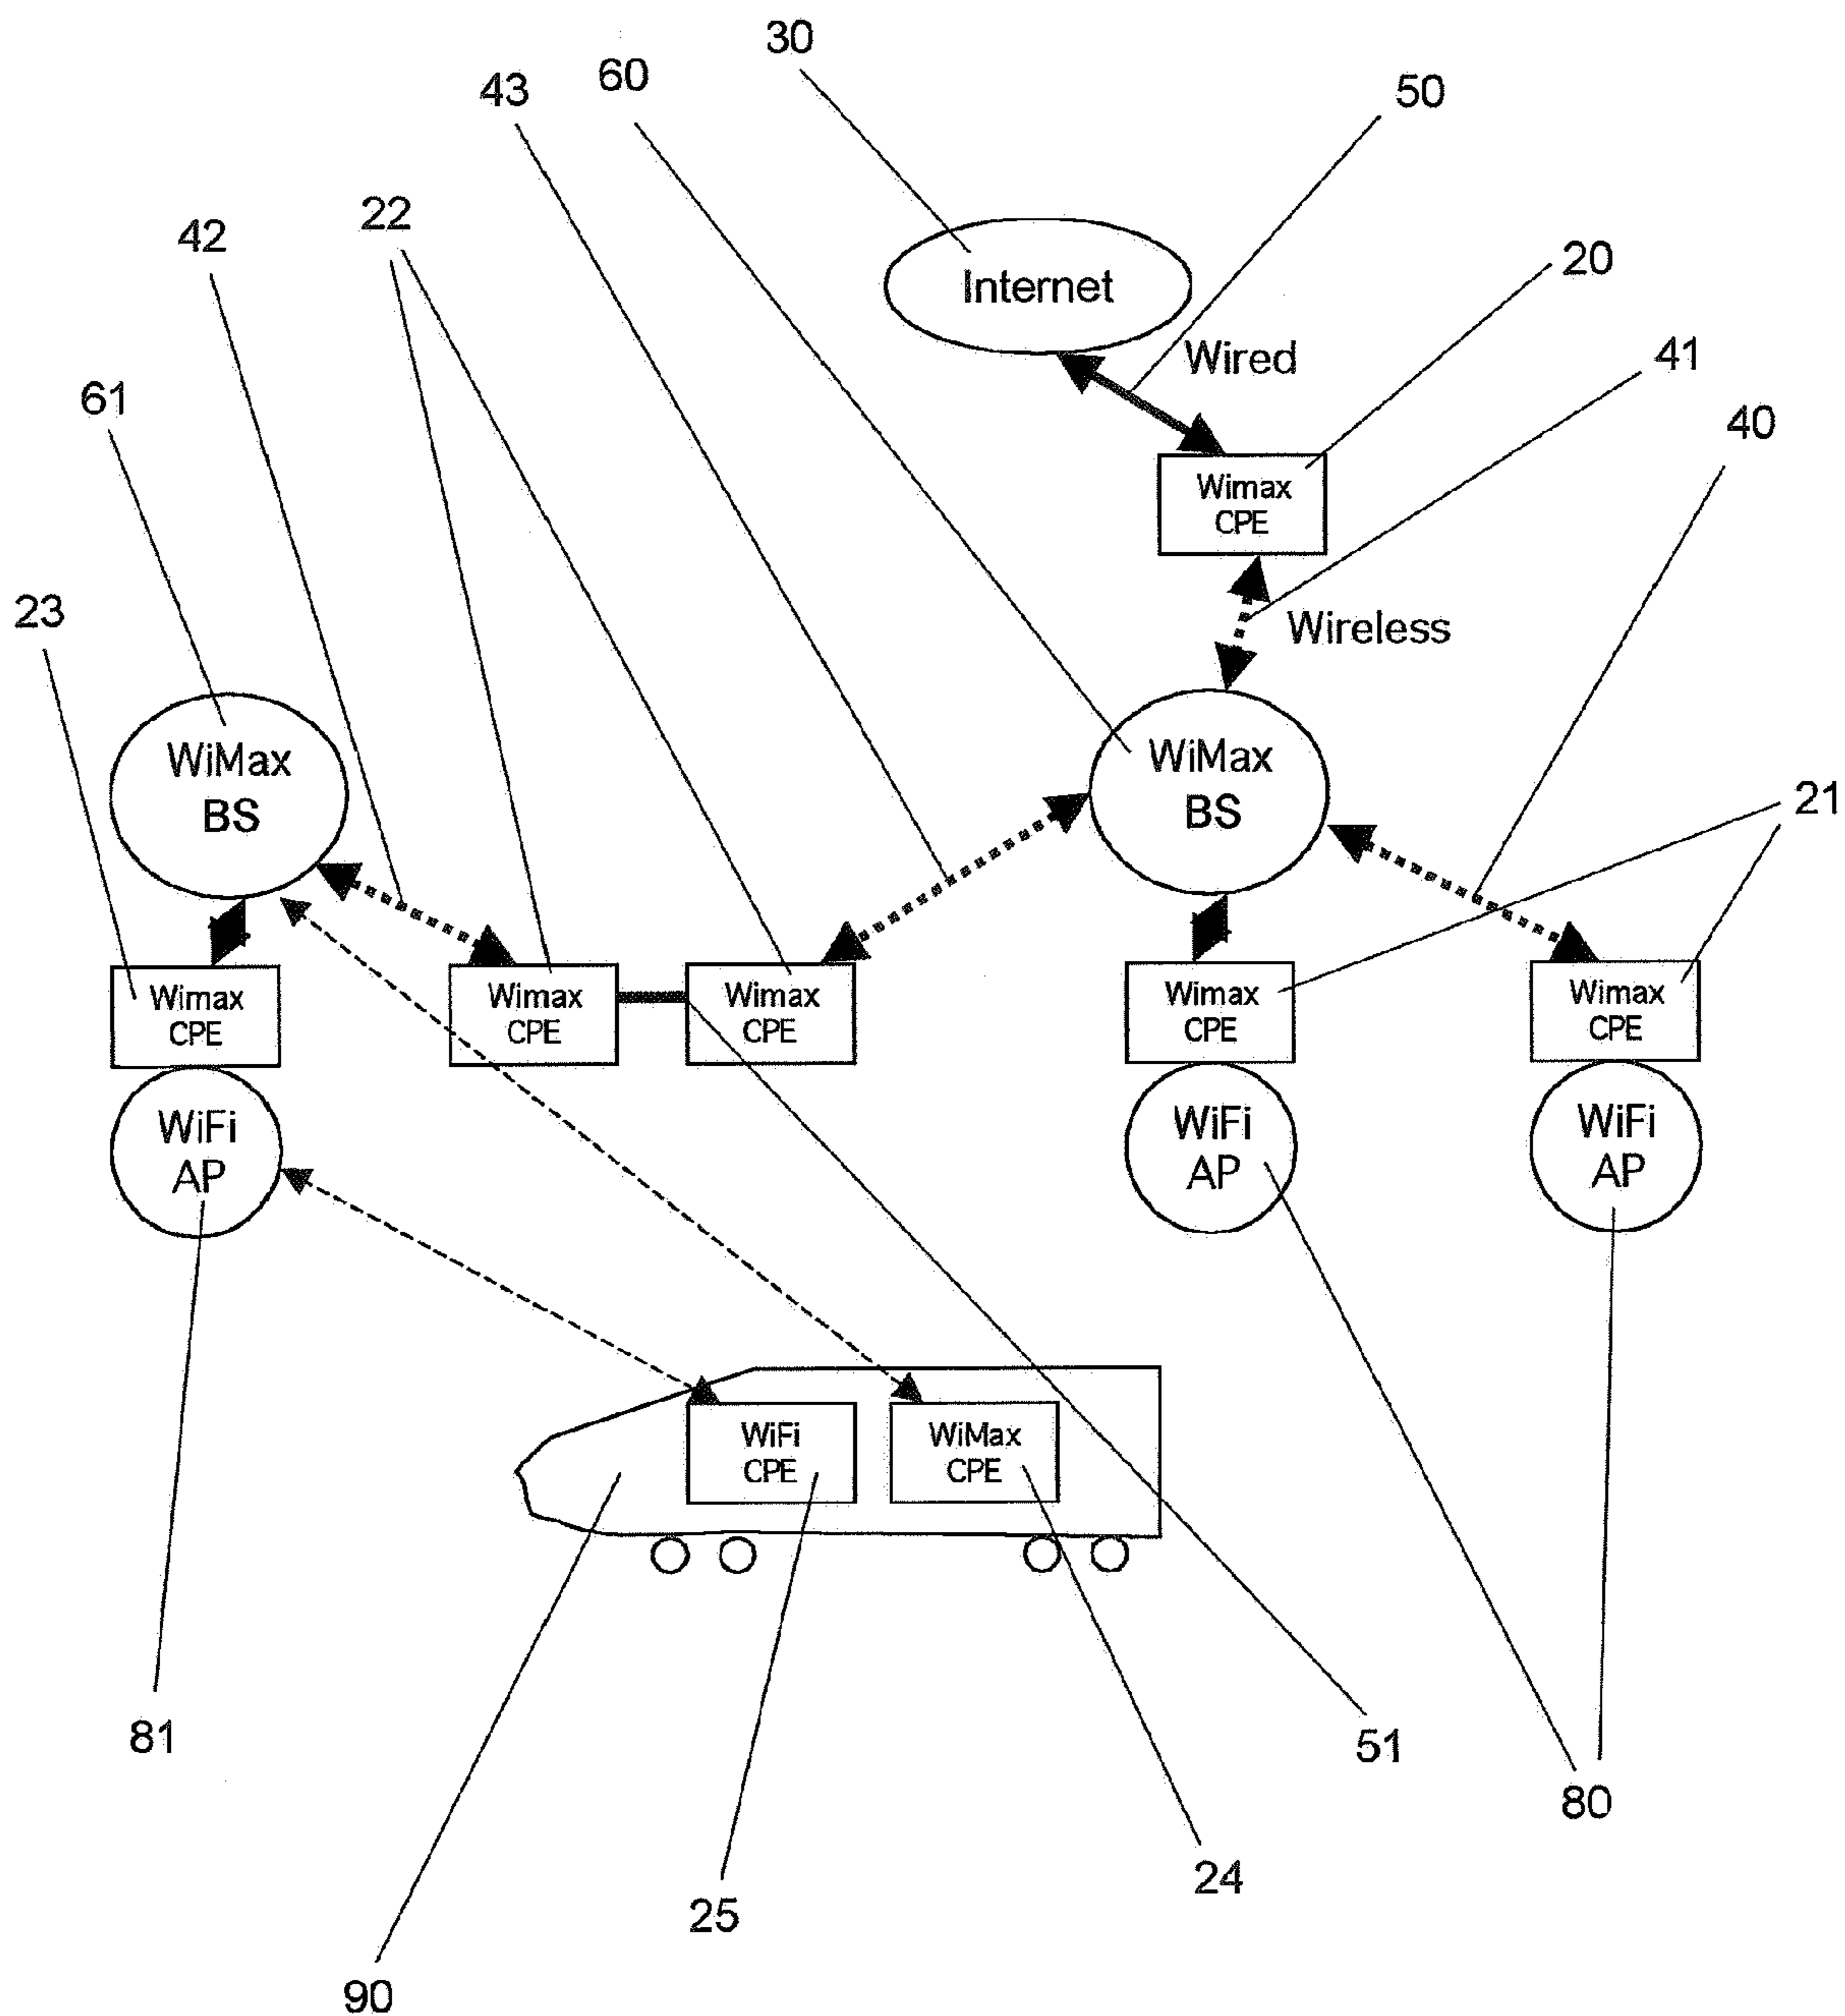 30
60
43
50
22
42
20
Internet
Wired
41
61
40
Wimax
CPE
23
Wireless
WiMax
BS
WiMax
BS
21
Wimax
CPE
Wimax
CPE
Wimax
CPE
Wimax
CPE
Wimax
CPE
WiFi
AP
WiFi
AP
WiFi
AP
WiFi
CPE
WiMax
CPE
81
51
80
24
25
90